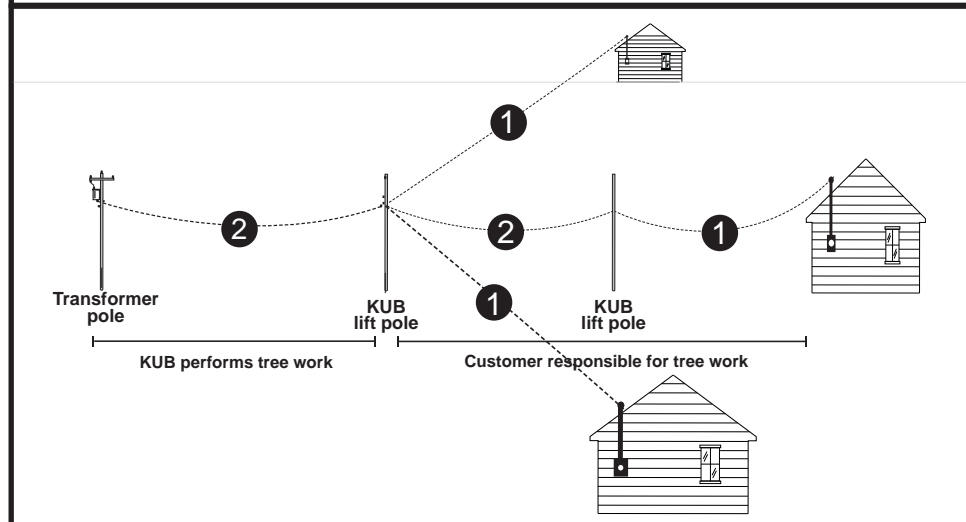 1
2
2
1
1
Transformer
pole
KUB
lift pole
KUB
lift pole
KUB performs tree work
Customer responsible for tree work